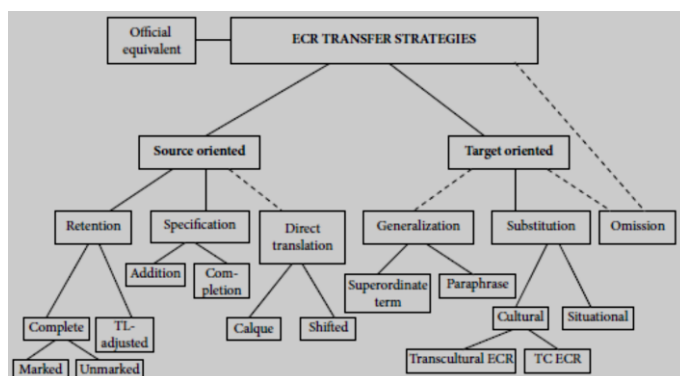 Official
equivalent
ECR TRANSFER STRATEGIES
Source oriented
Target oriented
Retention
Specification
Direct
translation
Generalization
Substitution
Omission
Addition
Com-
pletion
Superordinate
term
Paraphrase
Complete
TL-
adjusted
Calque
Shifted
Cultural
Situational
Marked
Unmarked
Transcultural ECR
TC ECR